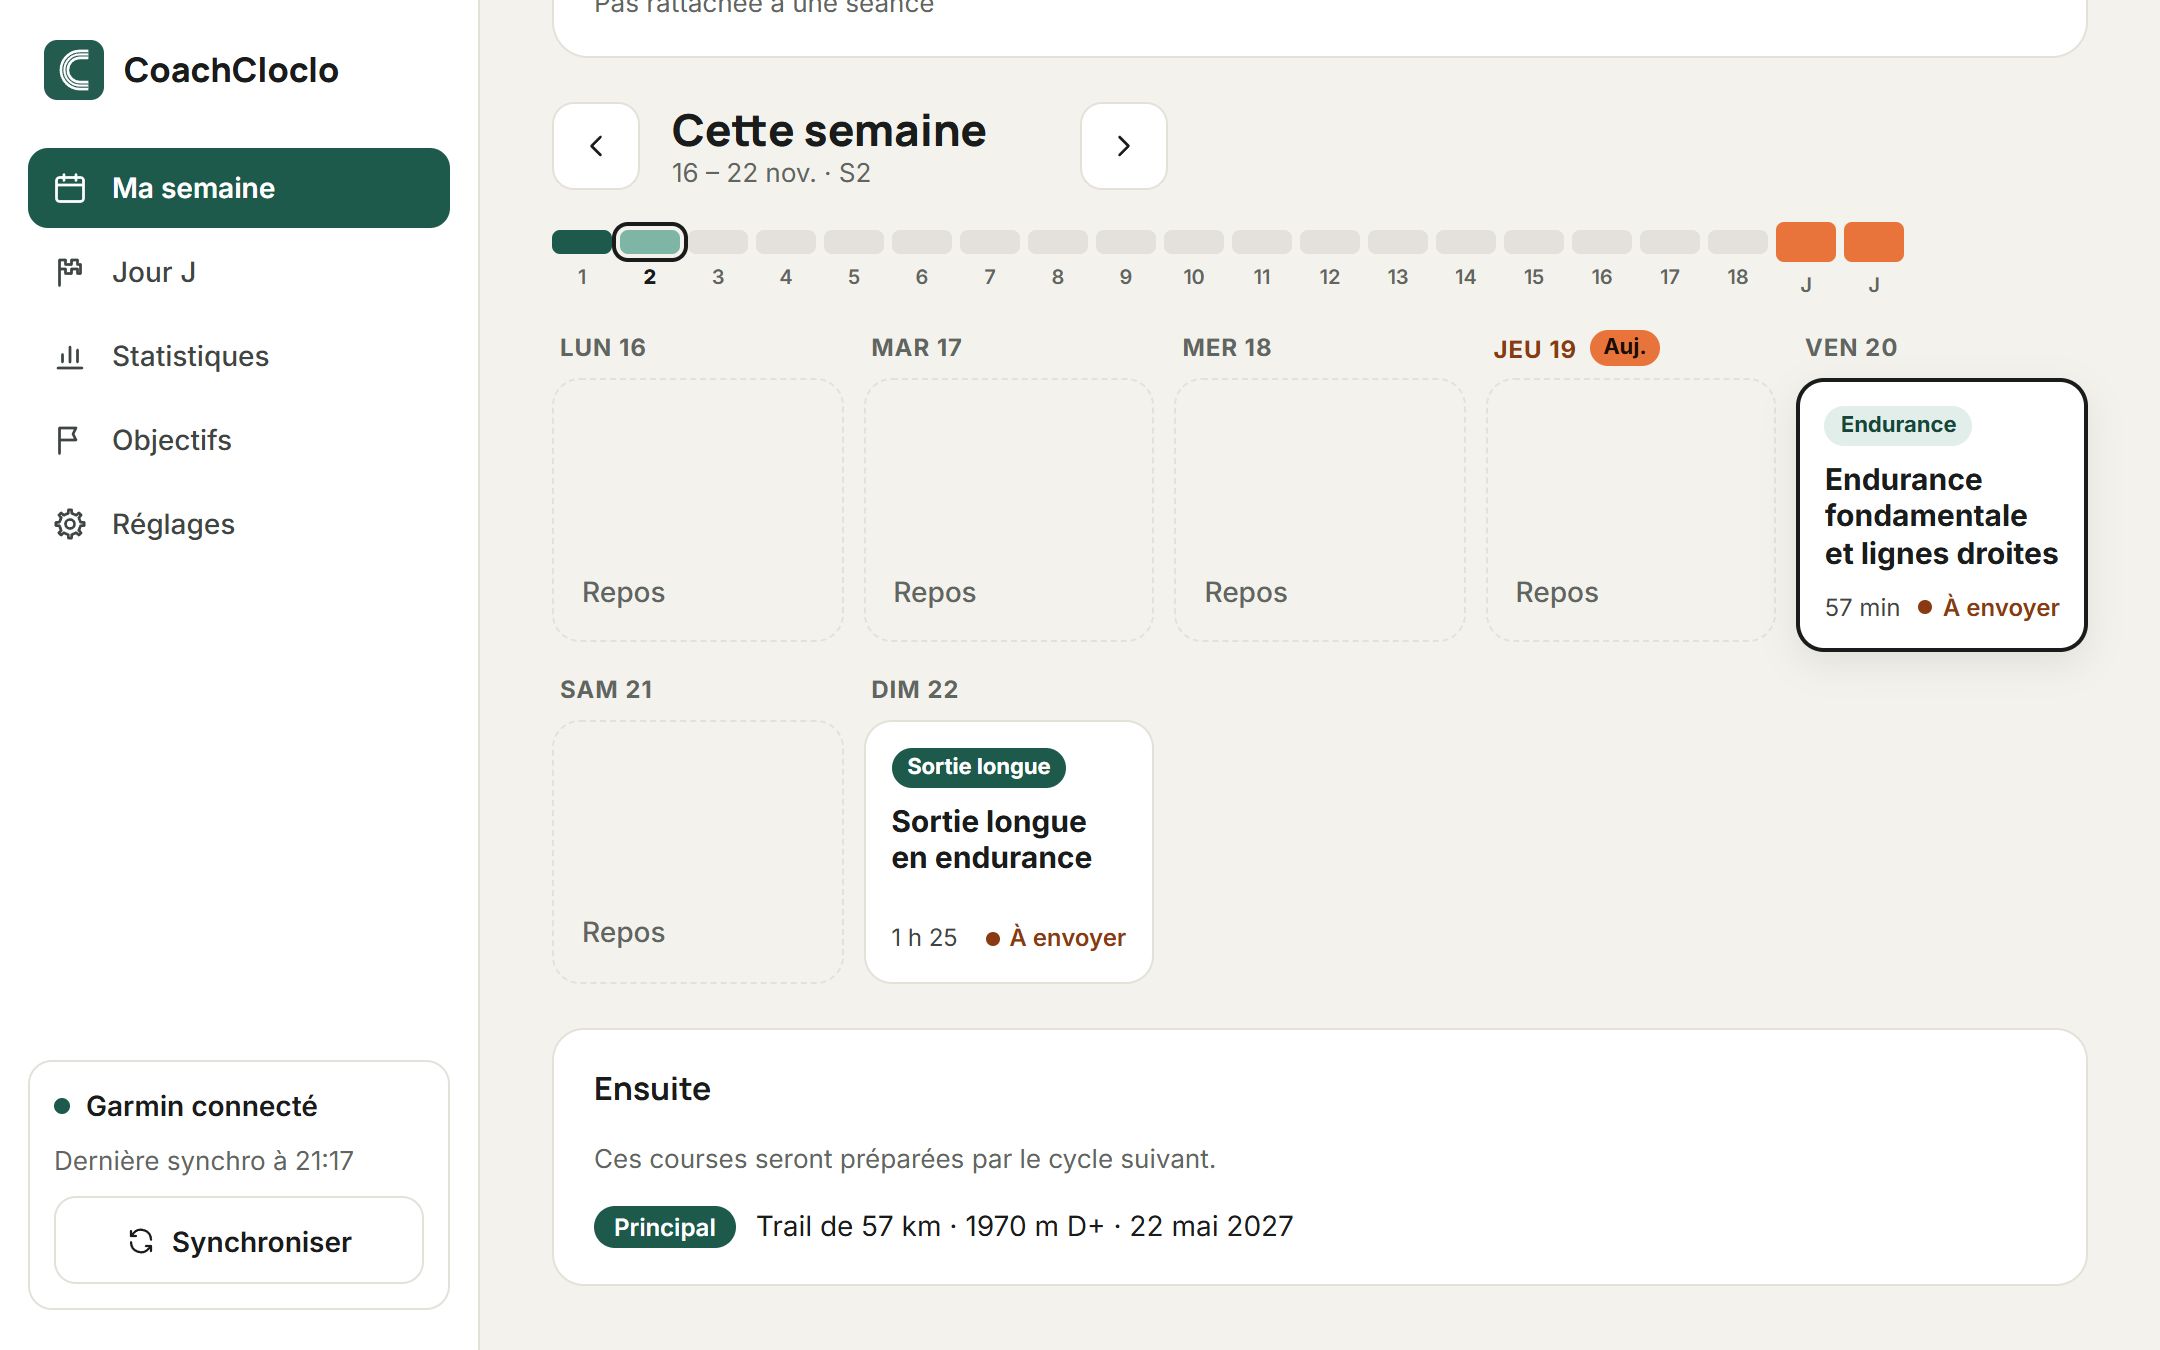 CoachCloclo
Ma semaine
Jour J
Statistiques
Objectifs
Réglages
Garmin connecté
Dernière synchro à 21:17
Synchroniser
Pas rattachée à une séance
Cette semaine
16 – 22 nov. · S2
1 2 3 4 5 6 7 8 9 10 11 12 13 14 15 16 17 18 J J
LUN 16
Repos
MAR 17
Repos
MER 18
Repos
JEU 19 Auj.
Repos
VEN 20
Endurance
Endurance
fondamentale
et lignes droites
57 min À envoyer
SAM 21
Repos
DIM 22
Sortie longue
Sortie longue
en endurance
1 h 25 À envoyer
Ensuite
Ces courses seront préparées par le cycle suivant.
Principal Trail de 57 km · 1970 m D+ · 22 mai 2027